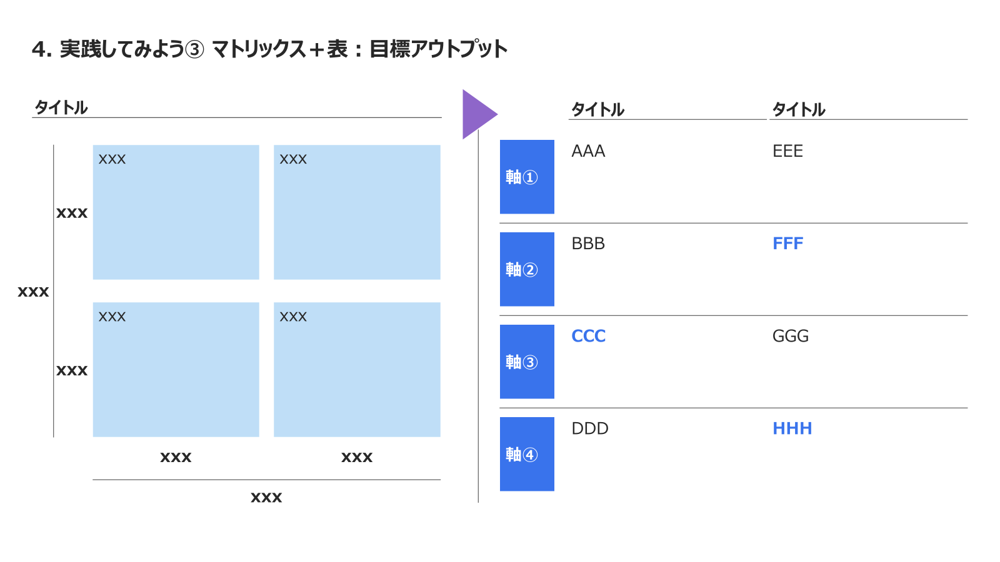 4. 実践してみよう③ マトリックス＋表：目標アウトプット
タイトル
xxx
xxx
xxx
xxx
xxx
xxx
xxx
xxx
xxx
xxx
タイトル
タイトル
軸①
AAA
EEE
軸②
BBB
FFF
軸③
CCC
GGG
軸④
DDD
HHH